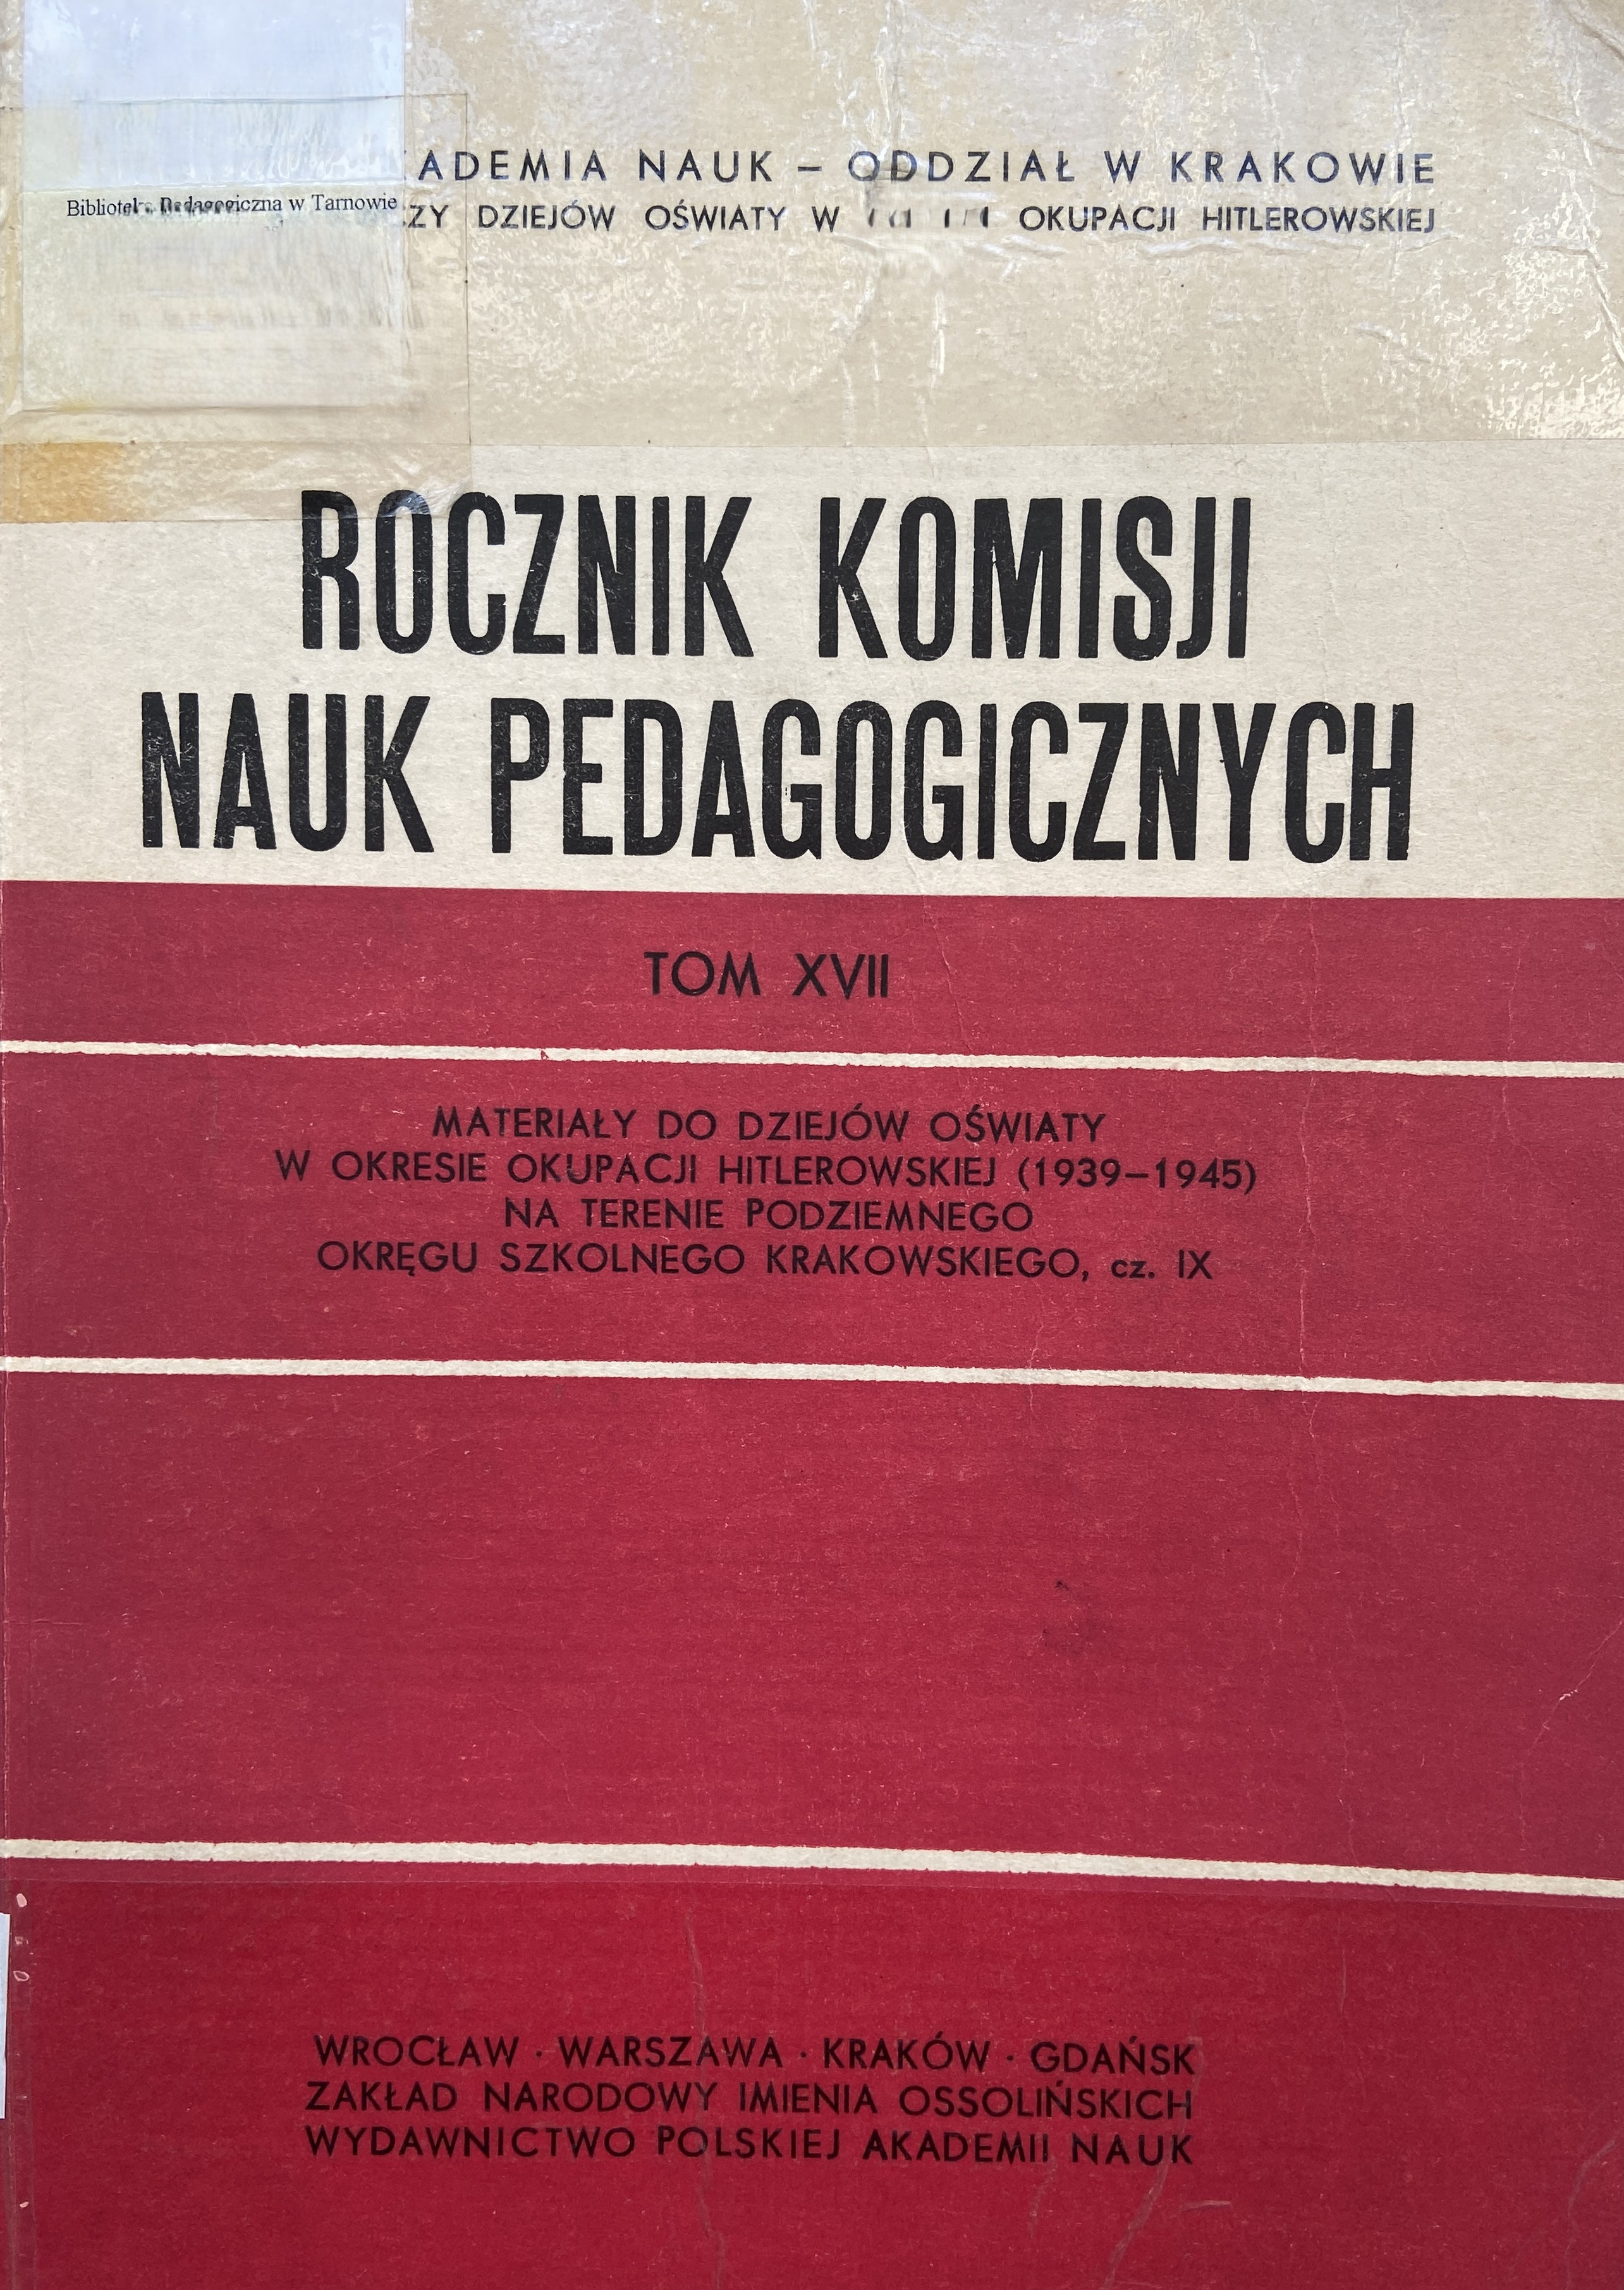 ADEMIA NAUK – ODDZIAŁ W KRAKOWIE
Biblioteka Pedagogiczna w Tarnowie
ZY DZIEJÓW OŚWIATY W OKUPACJI HITLEROWSKIEJ
ROCZNIK KOMISJI
NAUK PEDAGOGICZNYCH
TOM XVII
MATERIAŁY DO DZIEJÓW OŚWIATY
W OKRESIE OKUPACJI HITLEROWSKIEJ (1939–1945)
NA TERENIE PODZIEMNEGO
OKRĘGU SZKOLNEGO KRAKOWSKIEGO, cz. IX
WROCŁAW · WARSZAWA · KRAKÓW · GDAŃSK
ZAKŁAD NARODOWY IMIENIA OSSOLIŃSKICH
WYDAWNICTWO POLSKIEJ AKADEMII NAUK